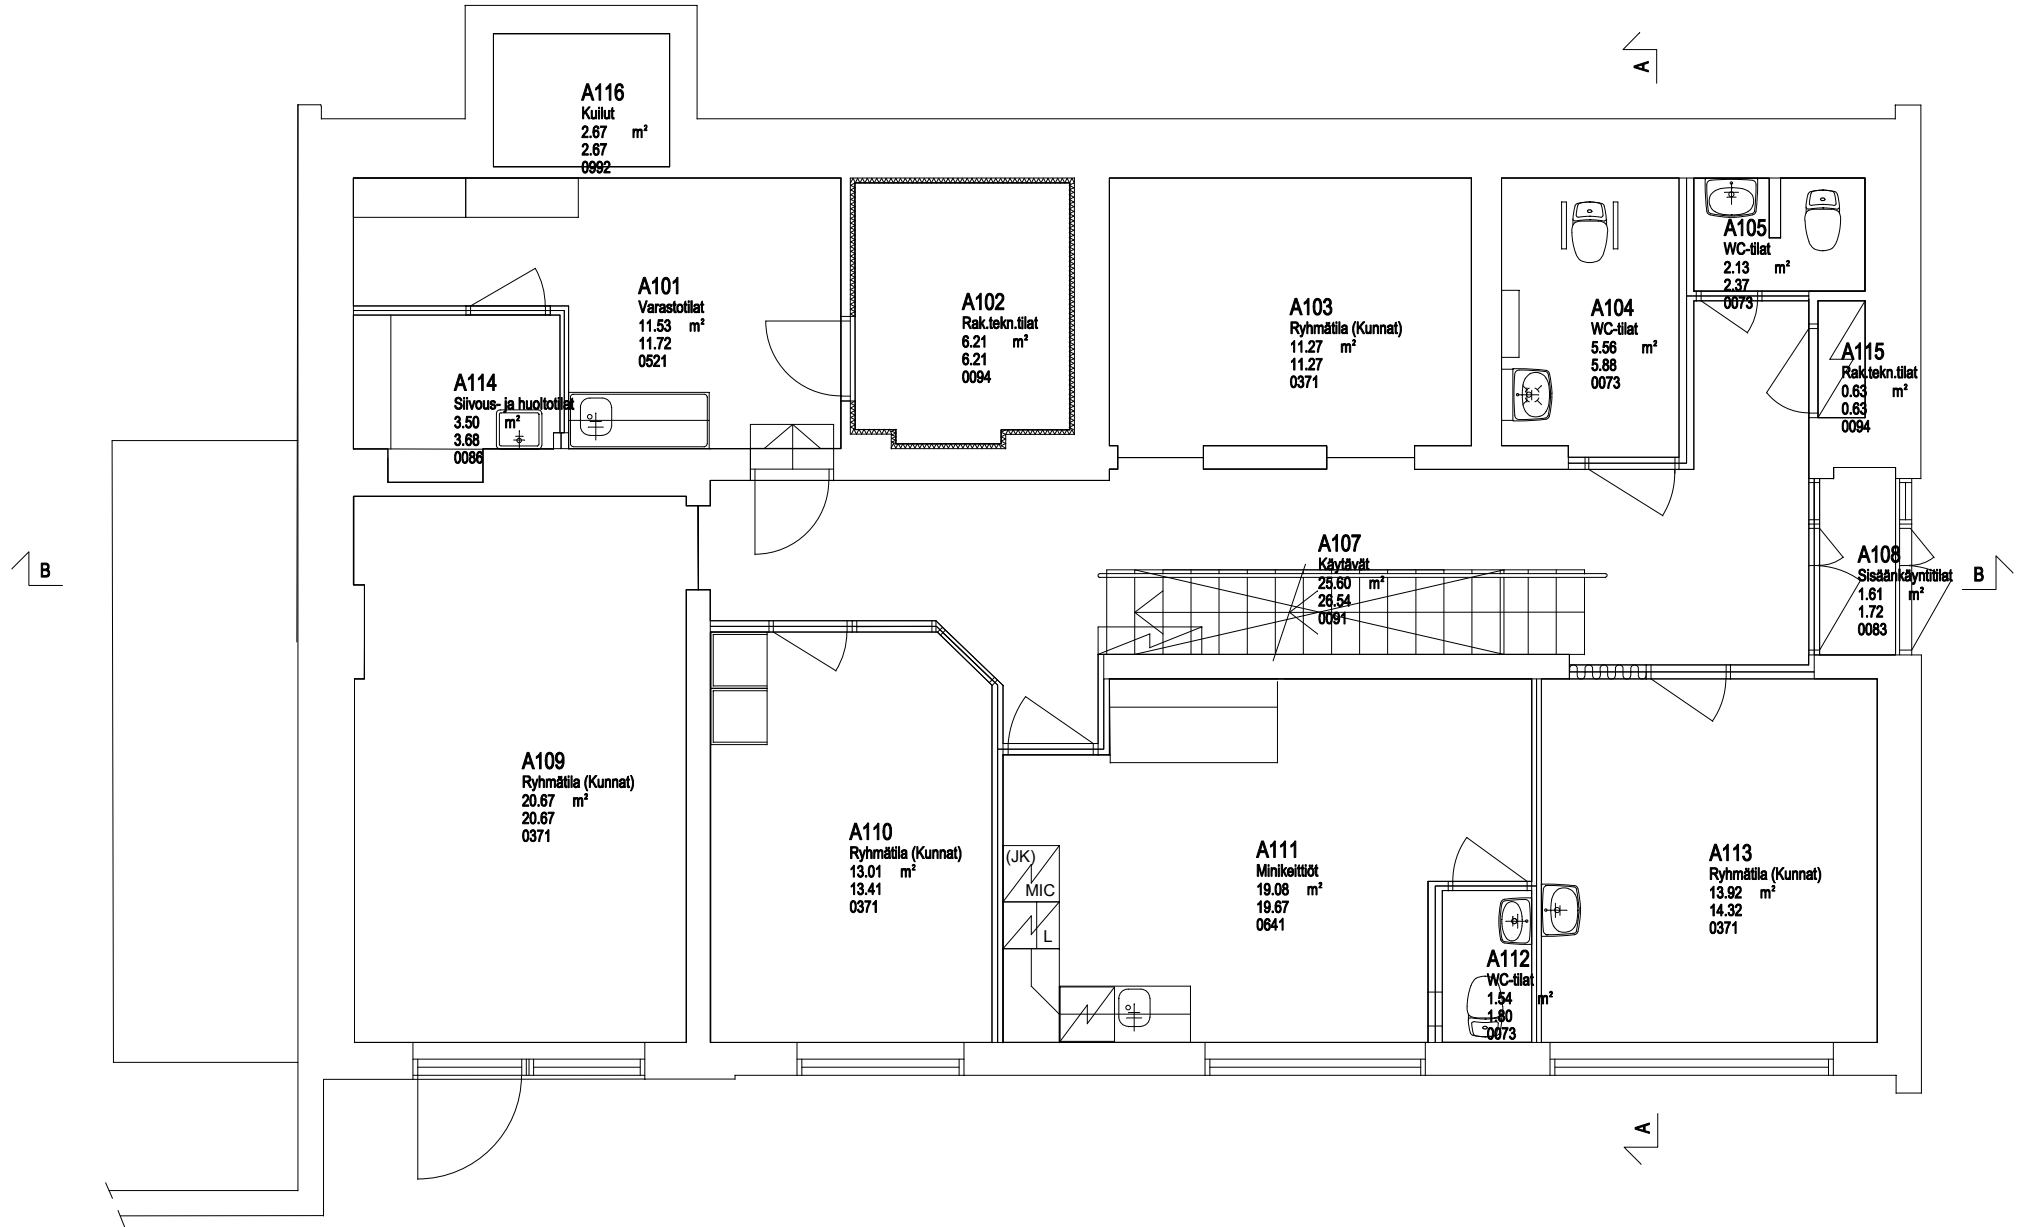 A
A116
Kuilut
2.67 m²
2.67
0992
A105
WC-tilat
2.13 m²
2.37
0073
A101
Varastotilat
11.53 m²
11.72
0521
A102
Rak.tekn.tilat
6.21 m²
6.21
0094
A103
Ryhmätila (Kunnat)
11.27 m²
11.27
0371
A104
WC-tilat
5.56 m²
5.88
0073
A115
Rak.tekn.tilat
0.63 m²
0.63
0094
A114
Siivous- ja huoltotilat
3.50 m²
3.68
0086
B
A107
Käytävät
25.60 m²
26.54
0091
A108
Sisäänkäyntitilat
1.61 m²
1.72
0083
B
A109
Ryhmätila (Kunnat)
20.67 m²
20.67
0371
A110
Ryhmätila (Kunnat)
13.01 m²
13.41
0371
(JK)
MIC
L
A111
Minikeittiöt
19.08 m²
19.67
0641
A113
Ryhmätila (Kunnat)
13.92 m²
14.32
0371
A112
WC-tilat
1.54 m²
1.80
0073
A